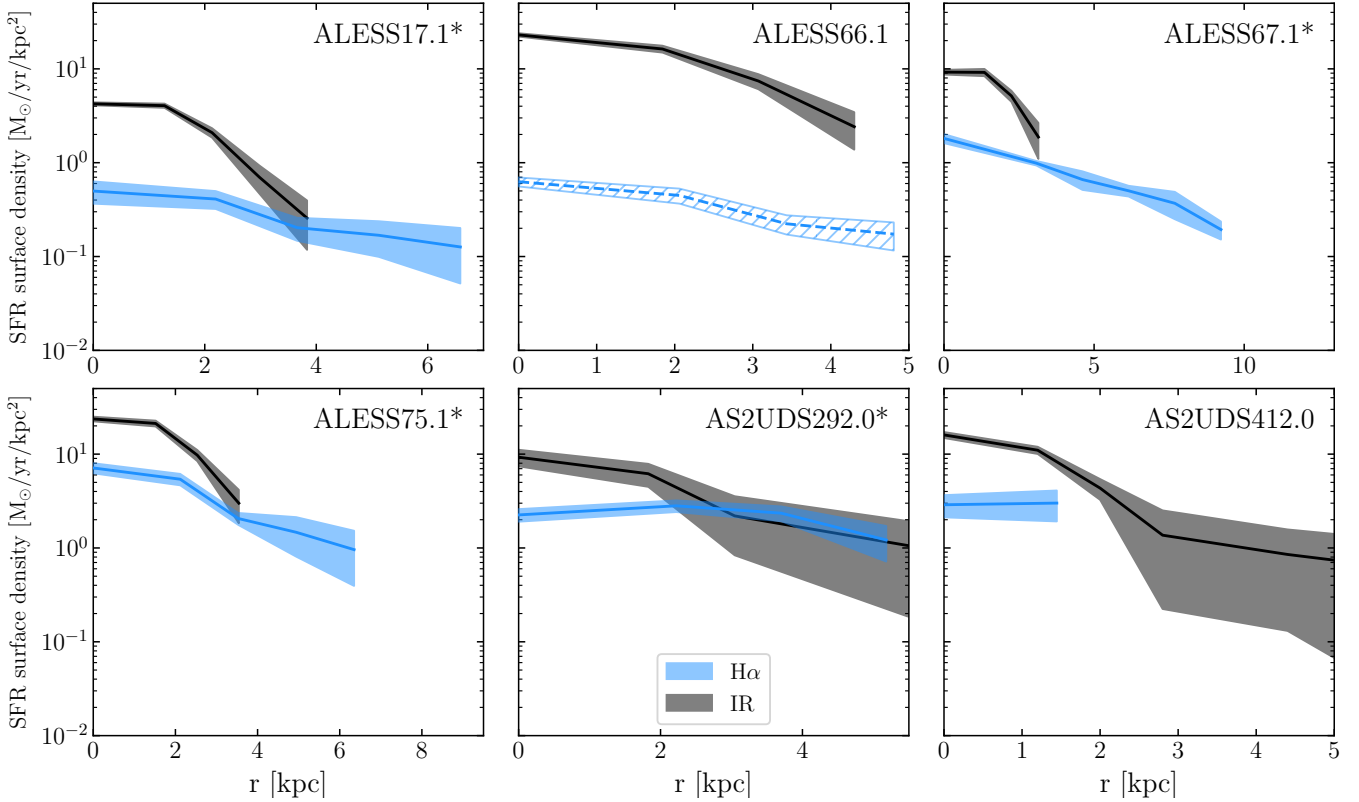 ALESS17.1*
ALESS66.1
ALESS67.1*
SFR surface density [M⊙/yr/kpc²]
10¹
10⁰
10⁻¹
10⁻²
0 2 4 6
0 1 2 3 4 5
0 5 10
ALESS75.1*
AS2UDS292.0*
AS2UDS412.0
SFR surface density [M⊙/yr/kpc²]
10¹
10⁰
10⁻¹
10⁻²
Hα
IR
0 2 4 6 8
0 2 4
0 1 2 3 4 5
r [kpc]
r [kpc]
r [kpc]